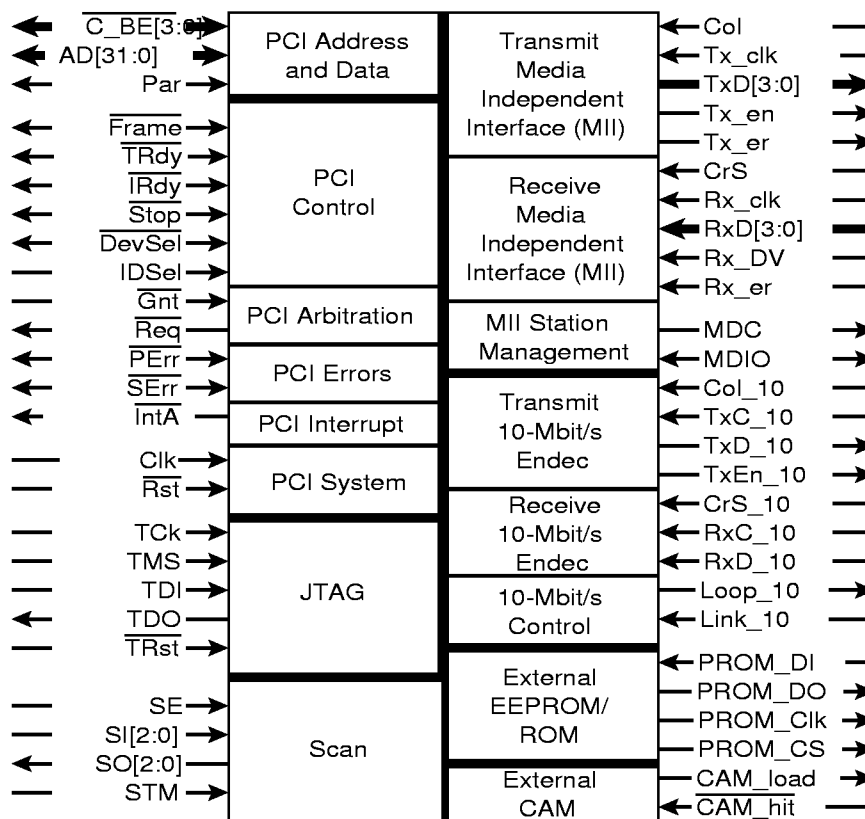 C_BE[3:0]
AD[31:0]
Par
Frame
TRdy
IRdy
Stop
DevSel
IDSel
Gnt
Req
PErr
SErr
IntA
Clk
Rst
TCk
TMS
TDI
TDO
TRst
SE
SI[2:0]
SO[2:0]
STM
PCI Address
and Data
PCI
Control
PCI Arbitration
PCI Errors
PCI Interrupt
PCI System
JTAG
Scan
Transmit
Media
Independent
Interface (MII)
Receive
Media
Independent
Interface (MII)
MII Station
Management
Transmit
10-Mbit/s
Endec
Receive
10-Mbit/s
Endec
10-Mbit/s
Control
External
EEPROM/
ROM
External
CAM
Col
Tx_clk
TxD[3:0]
Tx_en
Tx_er
CrS
Rx_clk
RxD[3:0]
Rx_DV
Rx_er
MDC
MDIO
Col_10
TxC_10
TxD_10
TxEn_10
CrS_10
RxC_10
RxD_10
Loop_10
Link_10
PROM_DI
PROM_DO
PROM_Clk
PROM_CS
CAM_load
CAM_hit